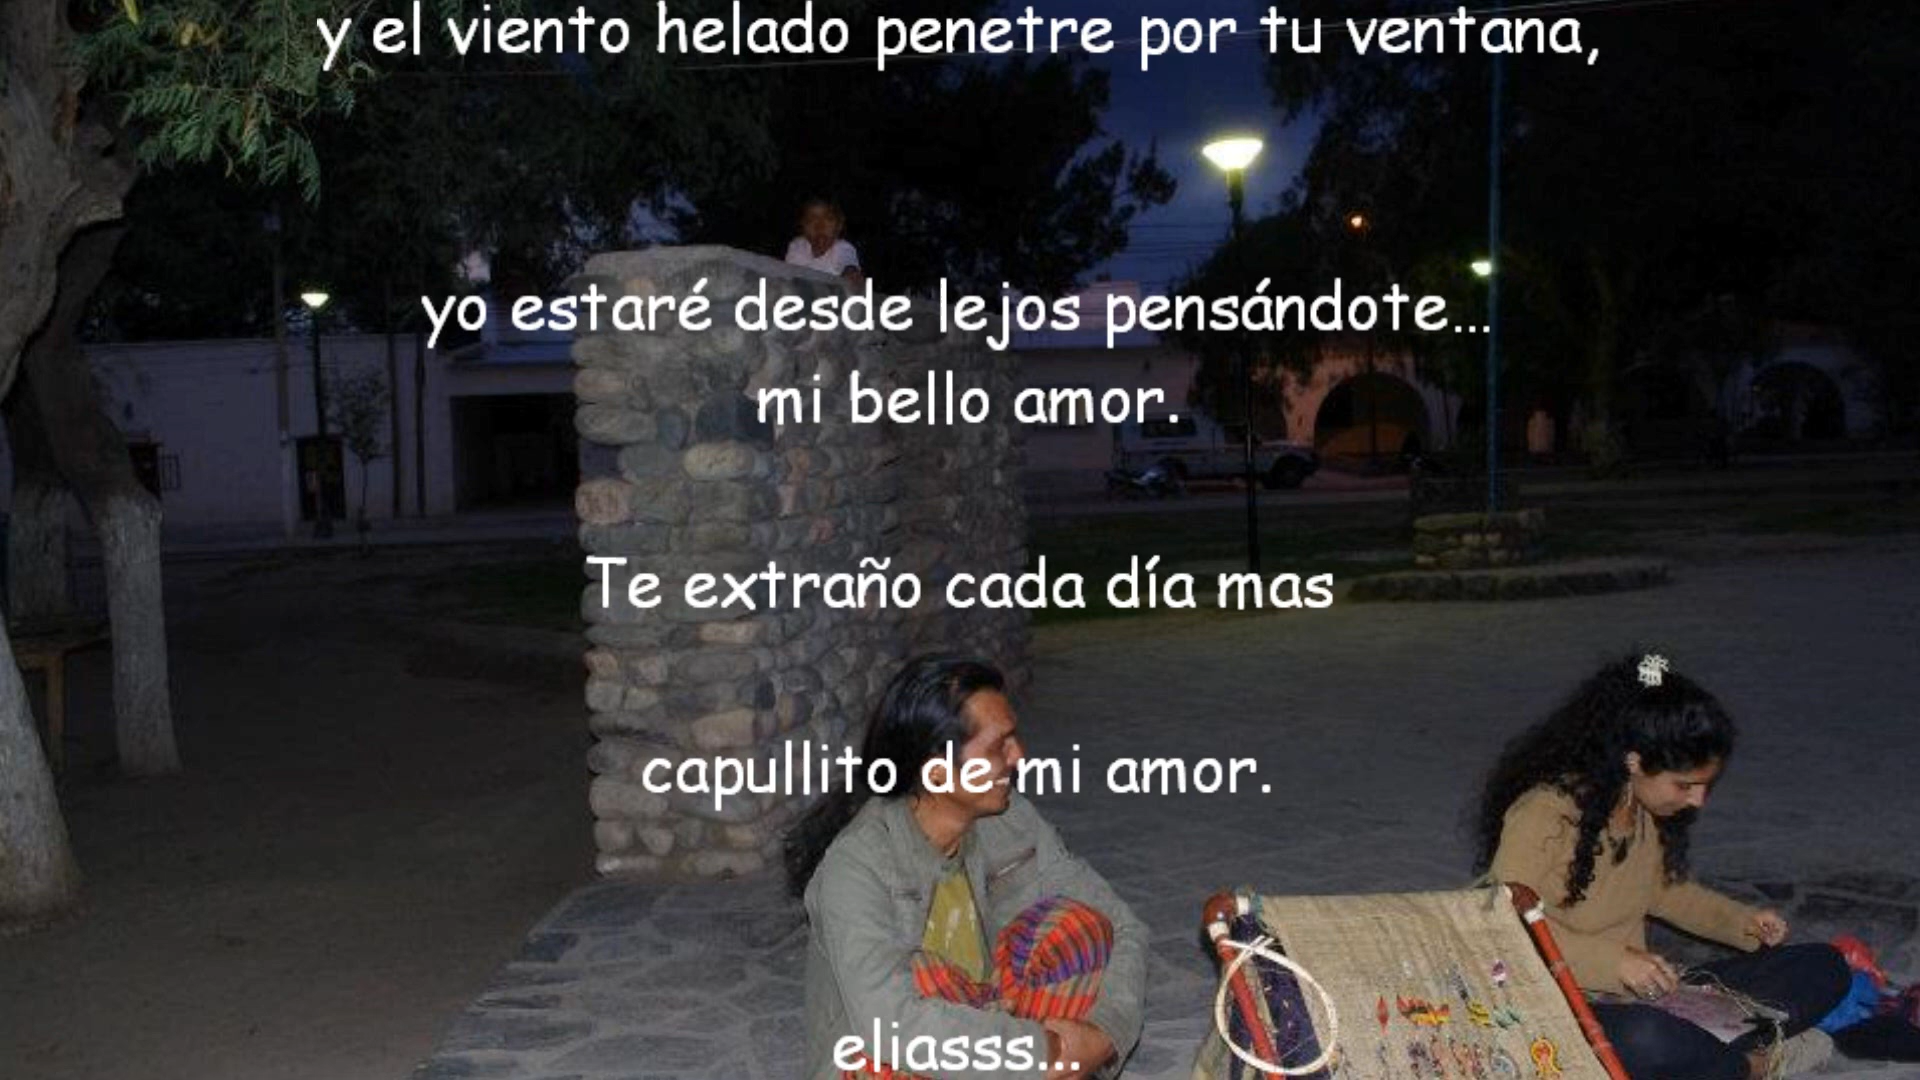 y el viento helado penetre por tu ventana,
yo estaré desde lejos pensándote...
mi bello amor.
Te extraño cada día mas
capullito de mi amor.
eliasss...